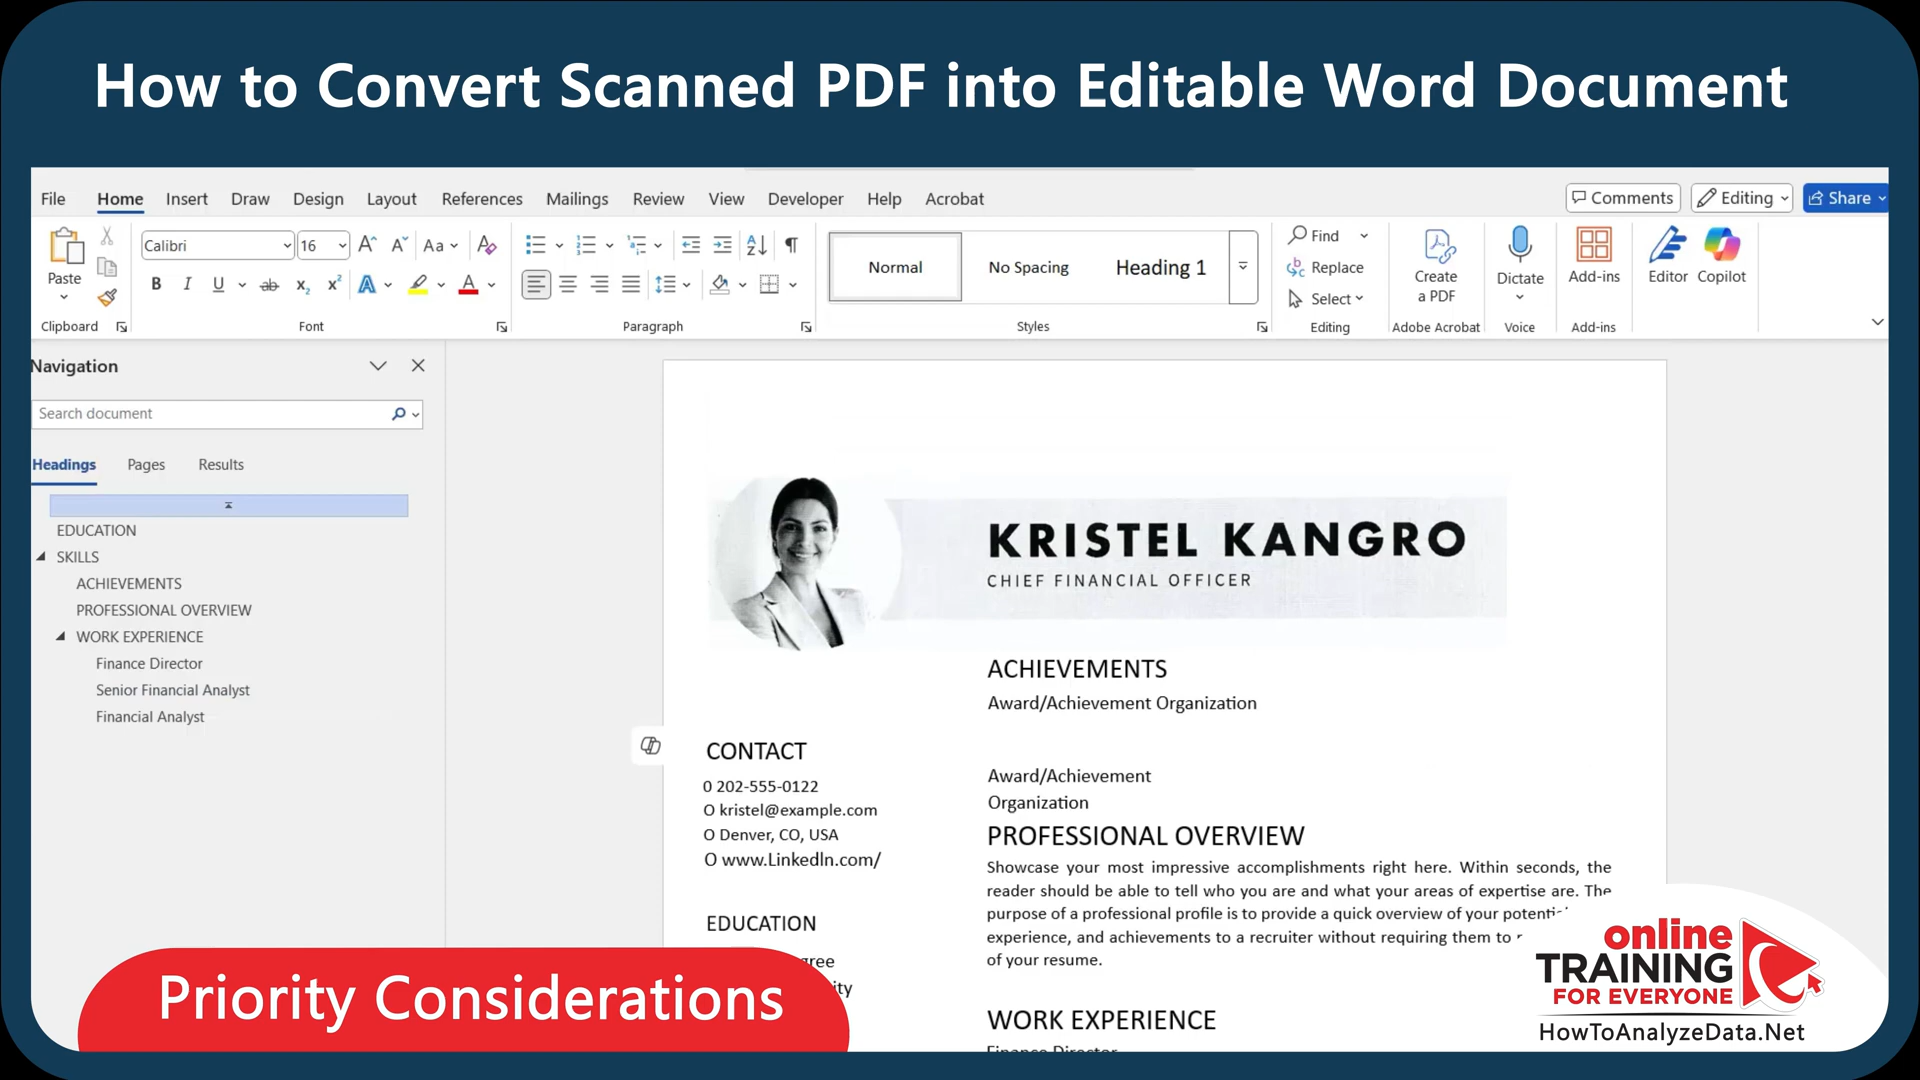 How to Convert Scanned PDF into Editable Word Document
File Home Insert Draw Design Layout References Mailings Review View Developer Help Acrobat Comments Editing Share
Paste
Clipboard
Calibri 16 Aa
B I U ab x2 x2 A A
Font
Paragraph
Normal No Spacing Heading 1
Styles
Find
Replace
Select
Editing
Create
a PDF
Adobe Acrobat
Dictate
Voice
Add-ins
Add-ins
Editor Copilot
Navigation
Search document
Headings Pages Results
EDUCATION
SKILLS
ACHIEVEMENTS
PROFESSIONAL OVERVIEW
WORK EXPERIENCE
Finance Director
Senior Financial Analyst
Financial Analyst
KRISTEL KANGRO
CHIEF FINANCIAL OFFICER
CONTACT
0 202-555-0122
O kristel@example.com
O Denver, CO, USA
O www.Linkedln.com/
EDUCATION
ACHIEVEMENTS
Award/Achievement Organization
Award/Achievement
Organization
PROFESSIONAL OVERVIEW
Showcase your most impressive accomplishments right here. Within seconds, the
reader should be able to tell who you are and what your areas of expertise are. The
purpose of a professional profile is to provide a quick overview of your
experience, and achievements to a recruiter without requiring them to
of your resume.
WORK EXPERIENCE
Finance Director
Priority Considerations
online
TRAINING
FOR EVERYONE
HowToAnalyzeData.Net